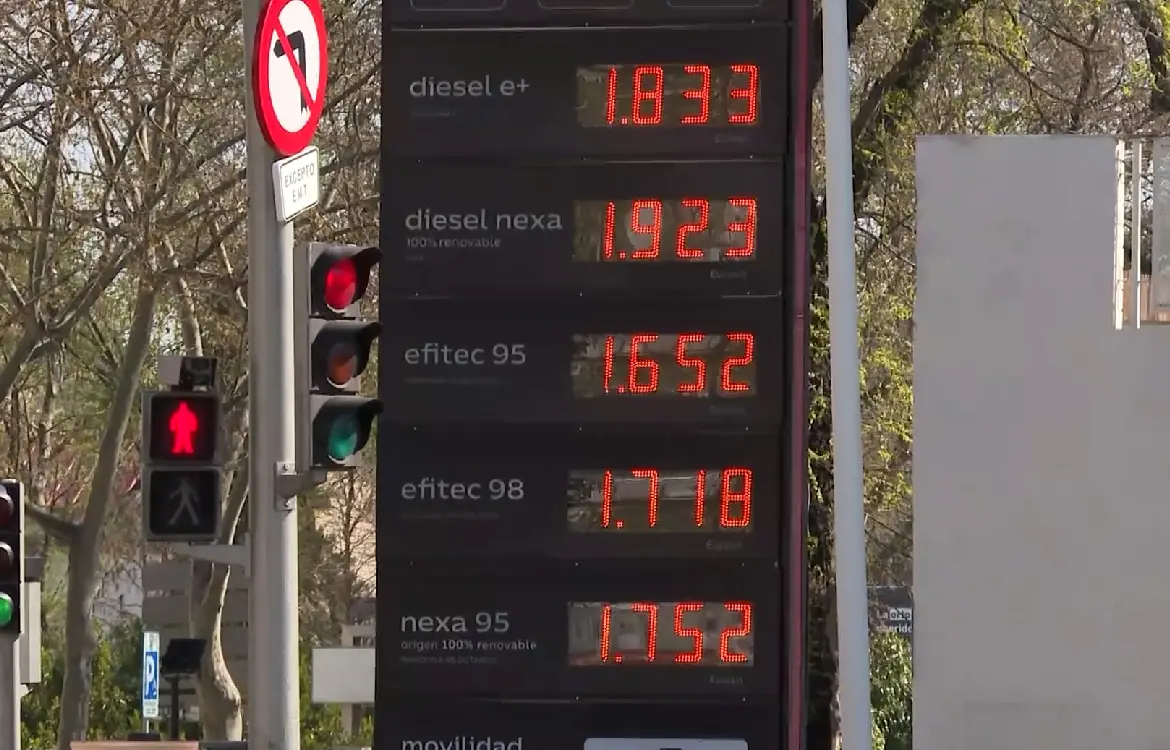 EXCEPTO
E.M.T
diesel e+
1.833
diesel nexa
1.923
100% renovable
efitec 95
1.652
efitec 98
1.718
nexa 95
1.752
origen 100% renovable
P
movilidad